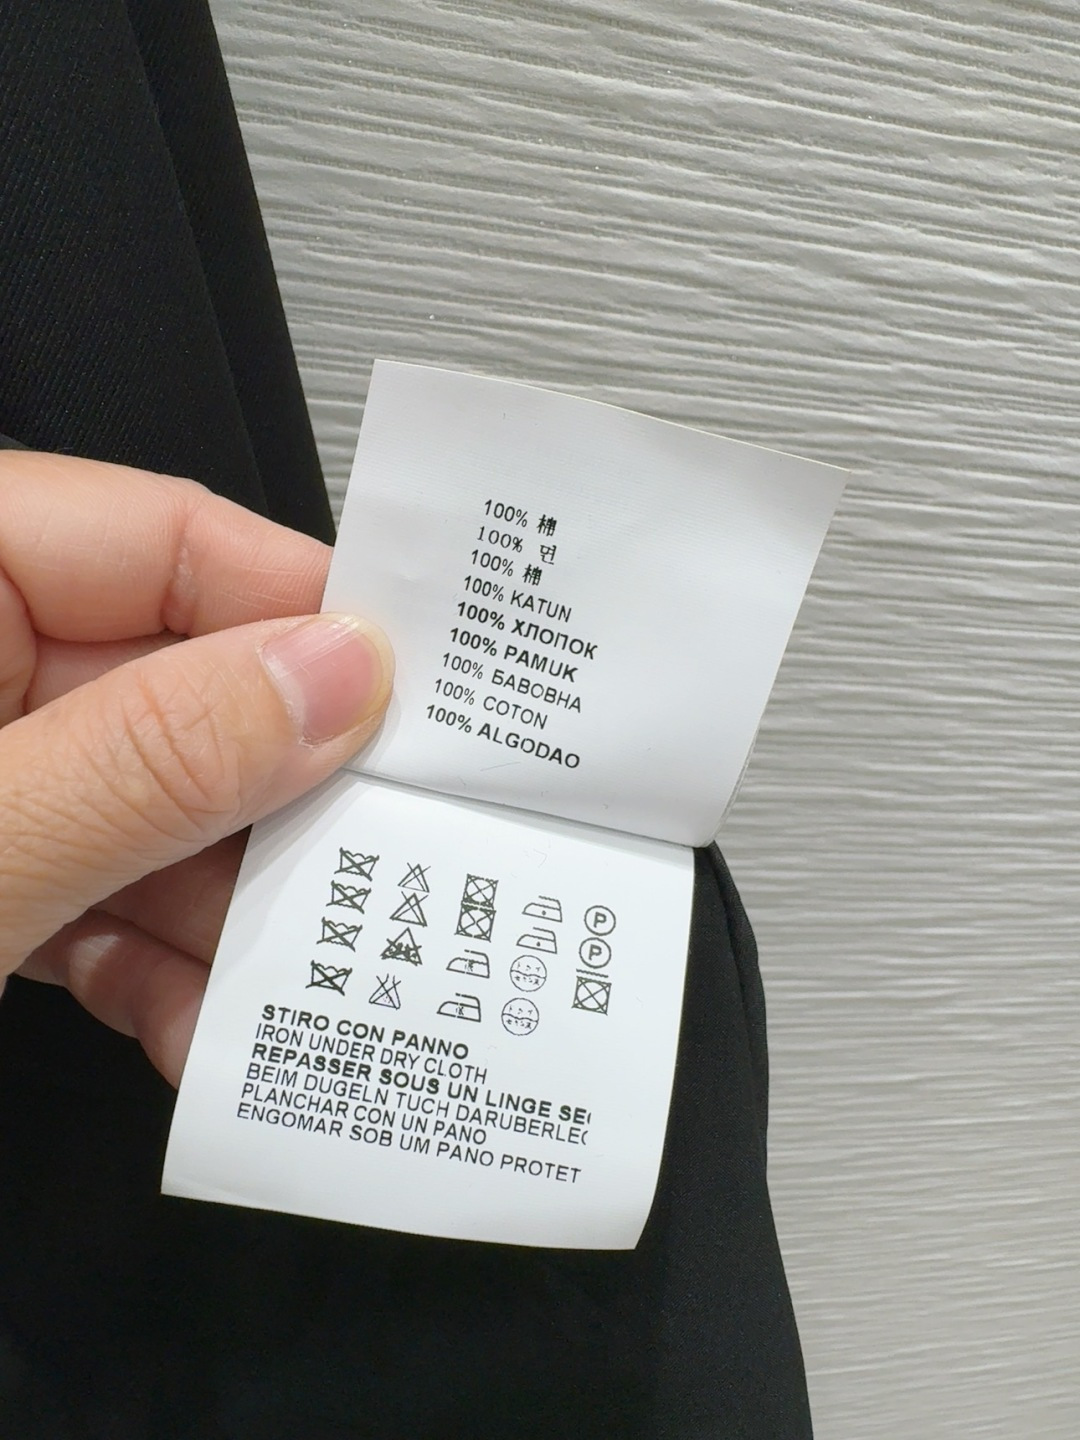 100% 棉
100% 면
100% 棉
100% KATUN
100% ХЛОПОК
100% PAMUK
100% БАВОВНА
100% COTON
100% ALGODAO
P
P
STIRO CON PANNO
IRON UNDER DRY CLOTH
REPASSER SOUS UN LINGE SE
BEIM DUGELN TUCH DARUBERLE
PLANCHAR CON UN PANO
ENGOMAR SOB UM PANO PROTET